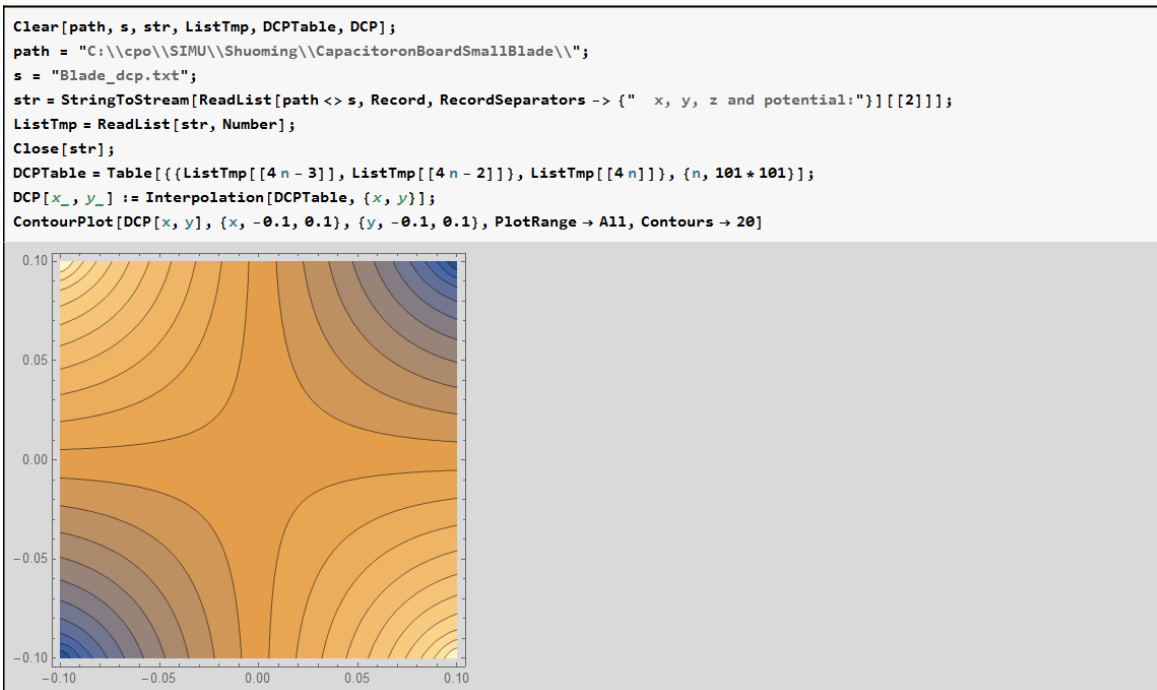 Clear[path, s, str, ListTmp, DCPTable, DCP];
path = "C:\\cpo\\SIMU\\Shuoming\\CapacitoronBoardSmallBlade\\";
s = "Blade_dcp.txt";
str = StringToStream[ReadList[path <> s, Record, RecordSeparators -> {"  x, y, z and potential:"}][[2]]];
ListTmp = ReadList[str, Number];
Close[str];
DCPTable = Table[{{ListTmp[[4 n - 3]], ListTmp[[4 n - 2]]}, ListTmp[[4 n]]}, {n, 101 * 101}];
DCP[x_, y_] := Interpolation[DCPTable, {x, y}];
ContourPlot[DCP[x, y], {x, -0.1, 0.1}, {y, -0.1, 0.1}, PlotRange → All, Contours → 20]
0.10
0.05
0.00
-0.05
-0.10
-0.10 -0.05 0.00 0.05 0.10